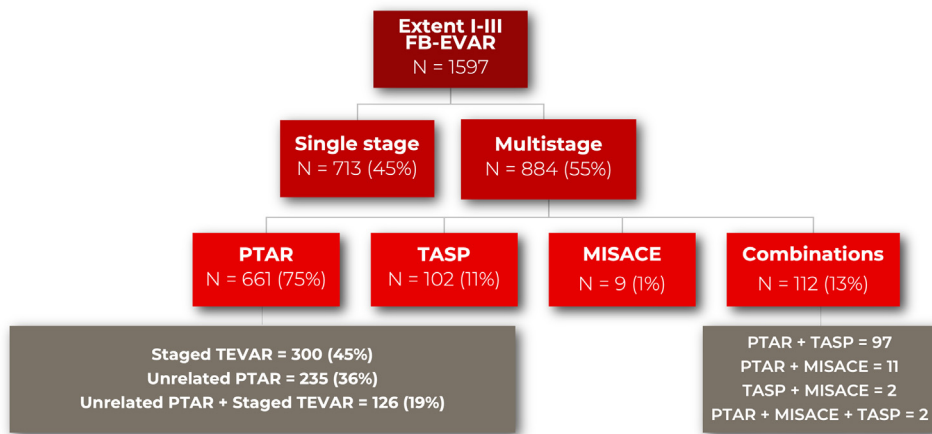 Extent I-III
FB-EVAR
N = 1597
Single stage
N = 713 (45%)
Multistage
N = 884 (55%)
PTAR
N = 661 (75%)
TASP
N = 102 (11%)
MISACE
N = 9 (1%)
Combinations
N = 112 (13%)
Staged TEVAR = 300 (45%)
Unrelated PTAR = 235 (36%)
Unrelated PTAR + Staged TEVAR = 126 (19%)
PTAR + TASP = 97
PTAR + MISACE = 11
TASP + MISACE = 2
PTAR + MISACE + TASP = 2